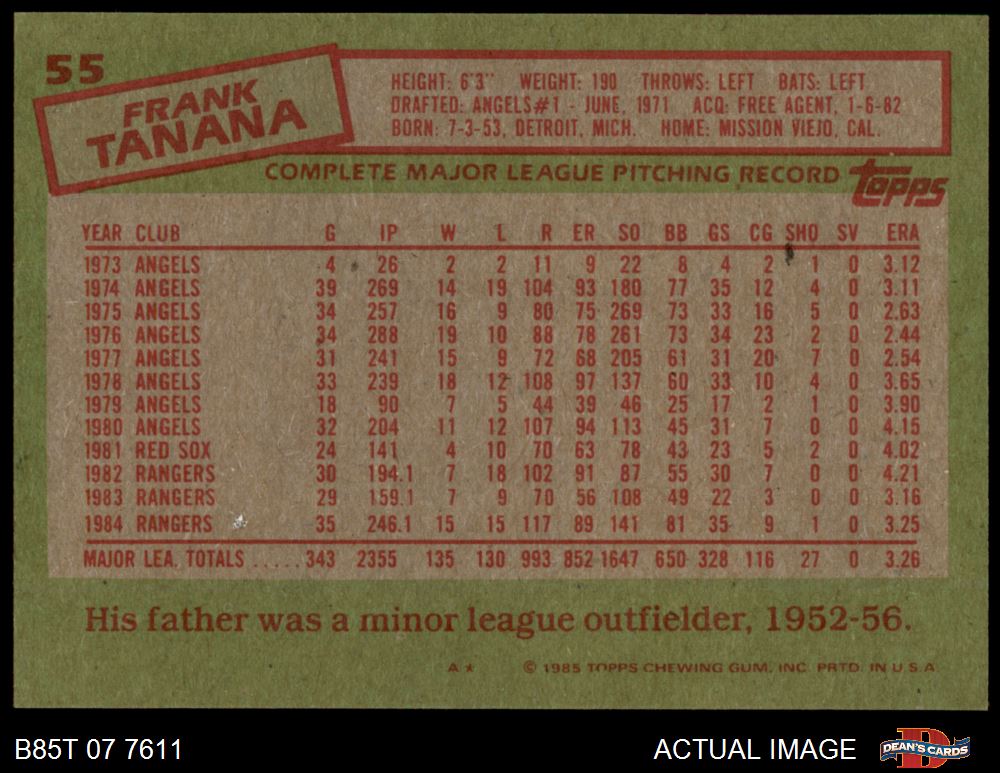 55
FRANK
TANANA
HEIGHT: 6'3" WEIGHT: 190 THROWS: LEFT BATS: LEFT
DRAFTED: ANGELS#1 - JUNE, 1971 ACQ: FREE AGENT, 1-6-82
BORN: 7-3-53, DETROIT, MICH. HOME: MISSION VIEJO, CAL.
COMPLETE MAJOR LEAGUE PITCHING RECORD topps
YEAR CLUB G IP W L R ER SO BB GS CG SHO SV ERA
1973 ANGELS 4 26 2 2 11 9 22 8 4 2 1 0 3.12
1974 ANGELS 39 269 14 19 104 93 180 77 35 12 4 0 3.11
1975 ANGELS 34 257 16 9 80 75 269 73 33 16 5 0 2.63
1976 ANGELS 34 288 19 10 88 78 261 73 34 23 2 0 2.44
1977 ANGELS 31 241 15 9 72 68 205 61 31 20 7 0 2.54
1978 ANGELS 33 239 18 12 108 97 137 60 33 10 4 0 3.65
1979 ANGELS 18 90 7 5 44 39 46 25 17 2 1 0 3.90
1980 ANGELS 32 204 11 12 107 94 113 45 31 7 0 0 4.15
1981 RED SOX 24 141 4 10 70 63 78 43 23 5 2 0 4.02
1982 RANGERS 30 194.1 7 18 102 91 87 55 30 7 0 0 4.21
1983 RANGERS 29 159.1 7 9 70 56 108 49 22 3 0 0 3.16
1984 RANGERS 35 246.1 15 15 117 89 141 81 35 9 1 0 3.25
MAJOR LEA. TOTALS ..... 343 2355 135 130 993 852 1647 650 328 116 27 0 3.26
His father was a minor league outfielder, 1952-56.
A★ © 1985 TOPPS CHEWING GUM, INC. PRTD. IN U.S.A
B85T 07 7611 ACTUAL IMAGE DEAN'S CARDS